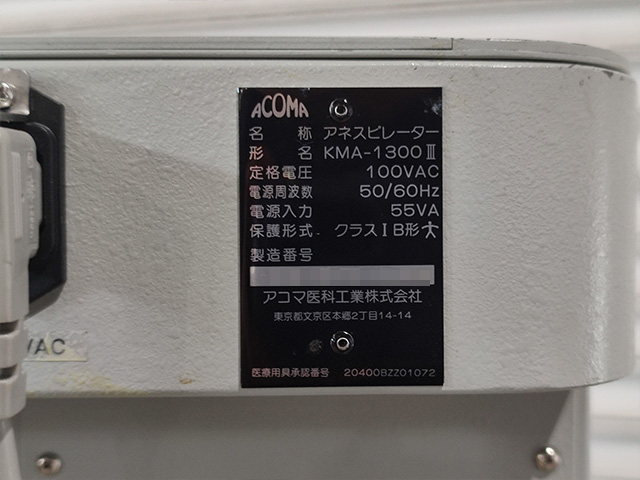 ACOMA
名 称 アネスピレーター
形 名 KMA-1300Ⅲ
定格電圧 100VAC
電源周波数 50/60Hz
電源入力 55VA
保護形式 クラスⅠB形
製造番号
アコマ医科工業株式会社
東京都文京区本郷2丁目14-14
医療用具承認番号 20400BZZ01072
VAC